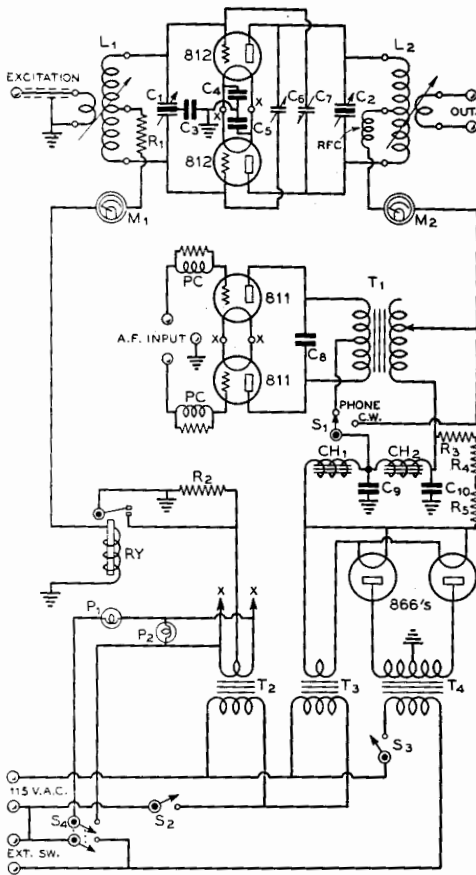 L1
812
L2
EXCITATION
C4
C1
X
C6
C7
C2
OUT.
C3
X
C5
R1
RFC
812
M1
M2
PC
811
T1
A.F. INPUT
X
X
C8
PC
811
PHONE
S1
C.W.
R3
CH1
CH2
R4
R2
C9
C10
R5
RY
X
X
866's
P1
P2
T2
T3
T4
S3
115 V.A.C.
S2
S4
EXT. SW.